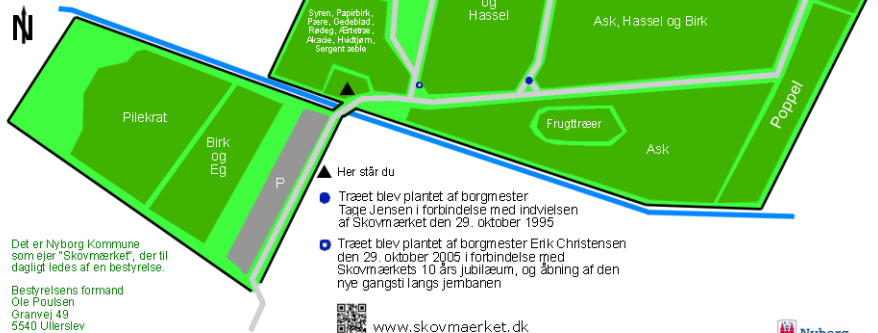 N
og
Hassel
Ask, Hassel og Birk
Syren, Papirbirk,
Pære, Gedeblad,
Rødeg, Ærtetræ,
Akacie, Hvidtjørn,
Sergent æble
Poppel
Pilekrat
Birk
og
Eg
Frugttræer
Ask
P
Her står du
Træet blev plantet af borgmester
Tage Jensen i forbindelse med indvielsen
af Skovmærket den 29. oktober 1995
Træet blev plantet af borgmester Erik Christensen
den 29. oktober 2005 i forbindelse med
Skovmærkets 10 års jubilæum, og åbning af den
nye gangsti langs jernbanen
Det er Nyborg Kommune
som ejer "Skovmærket", der til
dagligt ledes af en bestyrelse.
Bestyrelsens formand
Ole Poulsen
Granvej 49
5540 Ullerslev
www.skovmaerket.dk
Nyborg